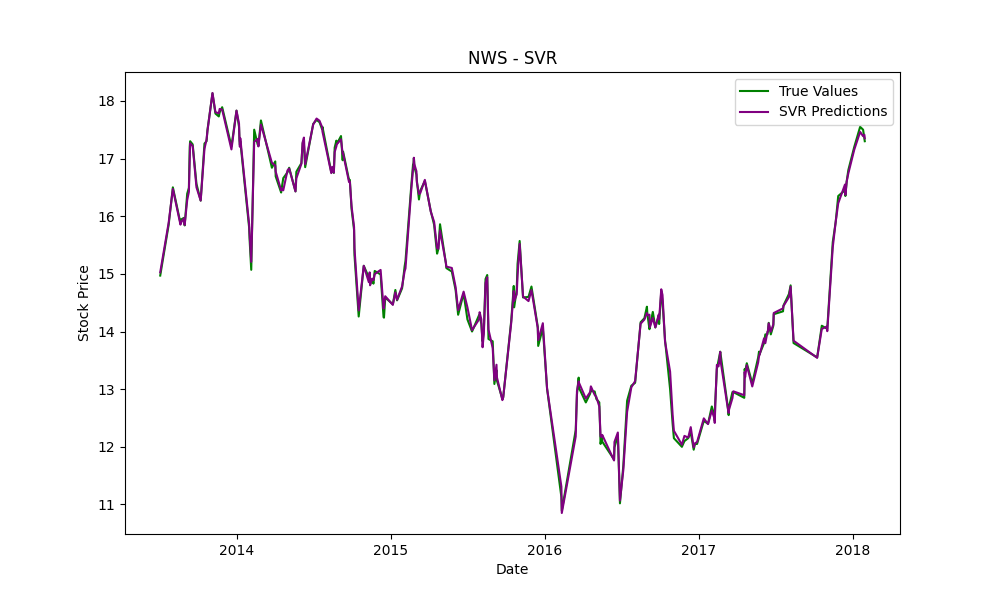 NWS - SVR
True Values
SVR Predictions
Stock Price
18
17
16
15
14
13
12
11
2014
2015
2016
2017
2018
Date